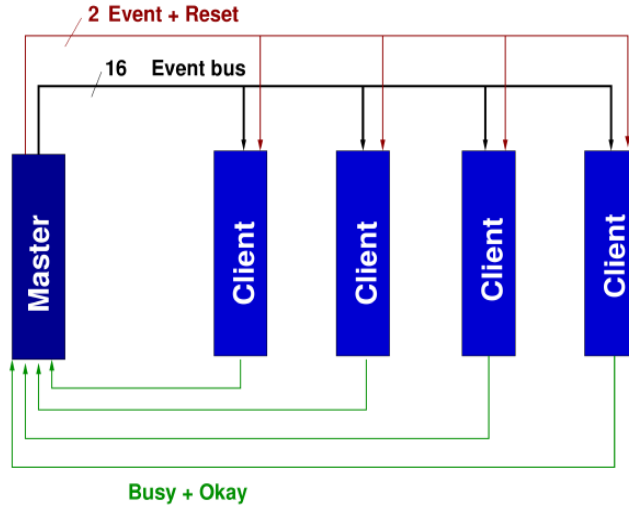 2 Event + Reset
16 Event bus
Master
Client
Client
Client
Client
Busy + Okay